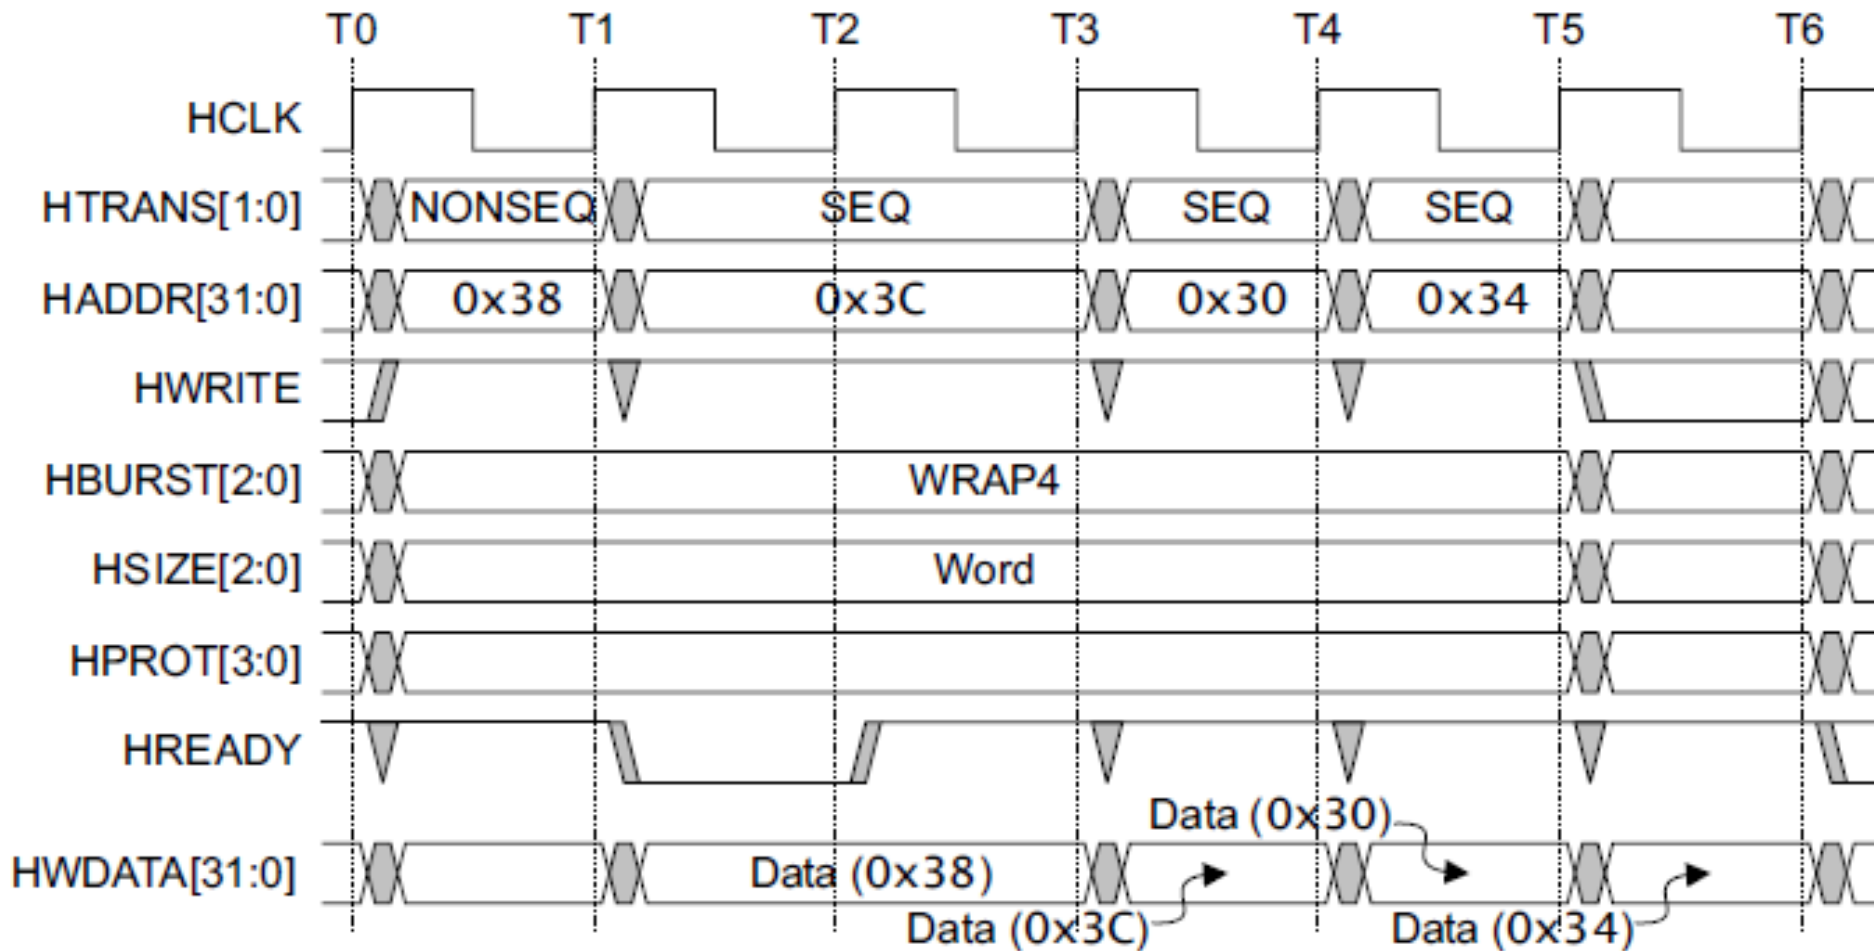 T0 T1 T2 T3 T4 T5 T6
HCLK
HTRANS[1:0] NONSEQ SEQ SEQ SEQ
HADDR[31:0] 0x38 0x3C 0x30 0x34
HWRITE
HBURST[2:0] WRAP4
HSIZE[2:0] Word
HPROT[3:0]
HREADY
Data (0x30)
HWDATA[31:0] Data (0x38)
Data (0x3C) Data (0x34)